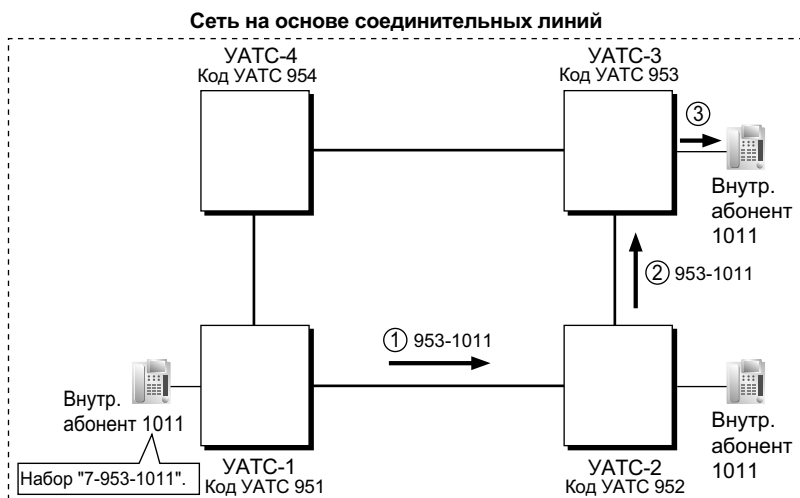 Сеть на основе соединительных линий
УАТС-4
Код УАТС 954
УАТС-3
Код УАТС 953
③
Внутр.
абонент
1011
② 953-1011
① 953-1011
Внутр.
абонент 1011
Набор "7-953-1011".
УАТС-1
Код УАТС 951
УАТС-2
Код УАТС 952
Внутр.
абонент
1011